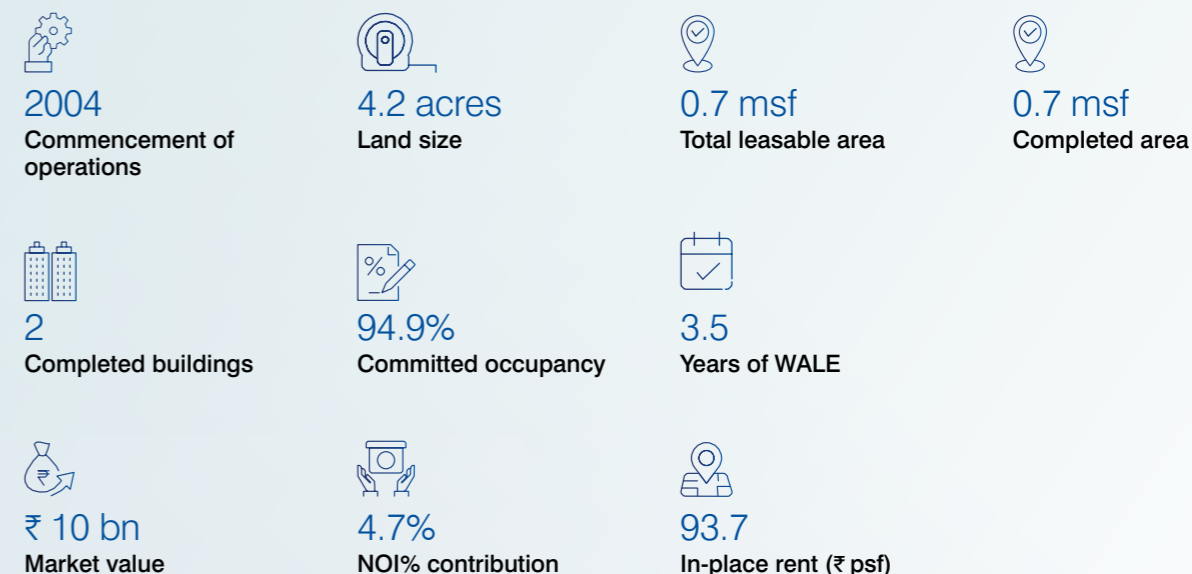 2004
Commencement of
operations
4.2 acres
Land size
0.7 msf
Total leasable area
0.7 msf
Completed area
2
Completed buildings
%
94.9%
Committed occupancy
3.5
Years of WALE
₹
₹ 10 bn
Market value
4.7%
NOI% contribution
93.7
In-place rent (₹ psf)